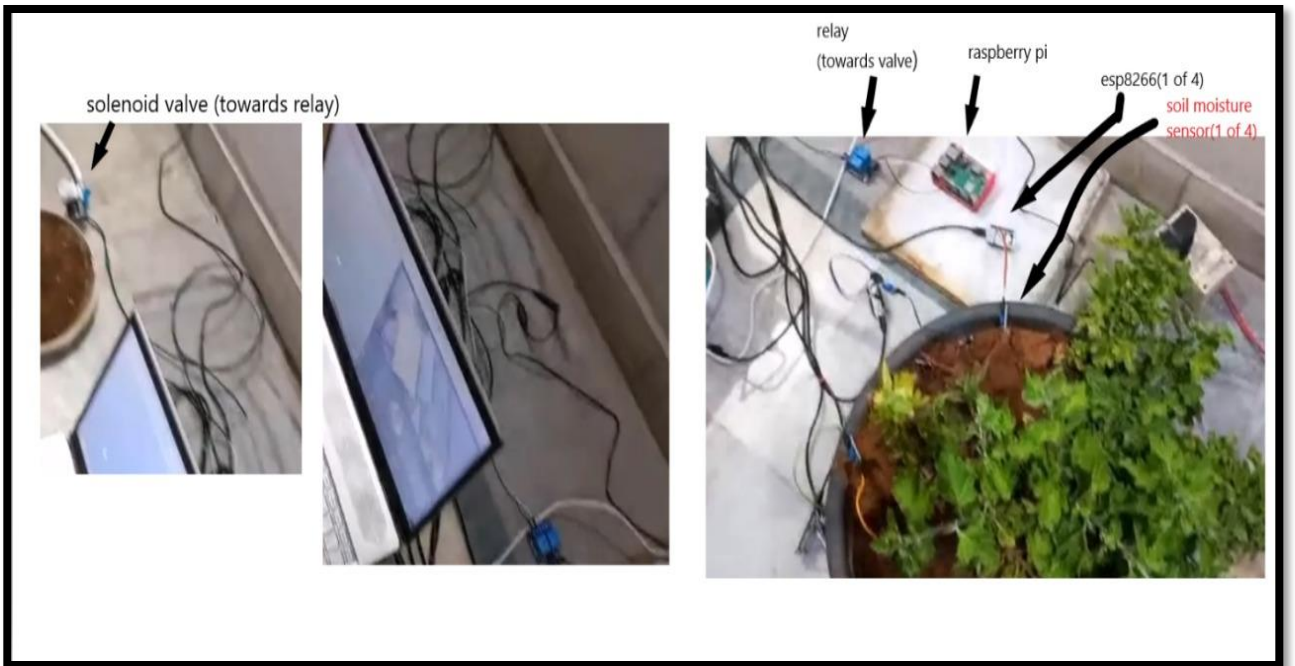 solenoid valve (towards relay)
relay
(towards valve)
raspberry pi
esp8266(1 of 4)
soil moisture
sensor(1 of 4)